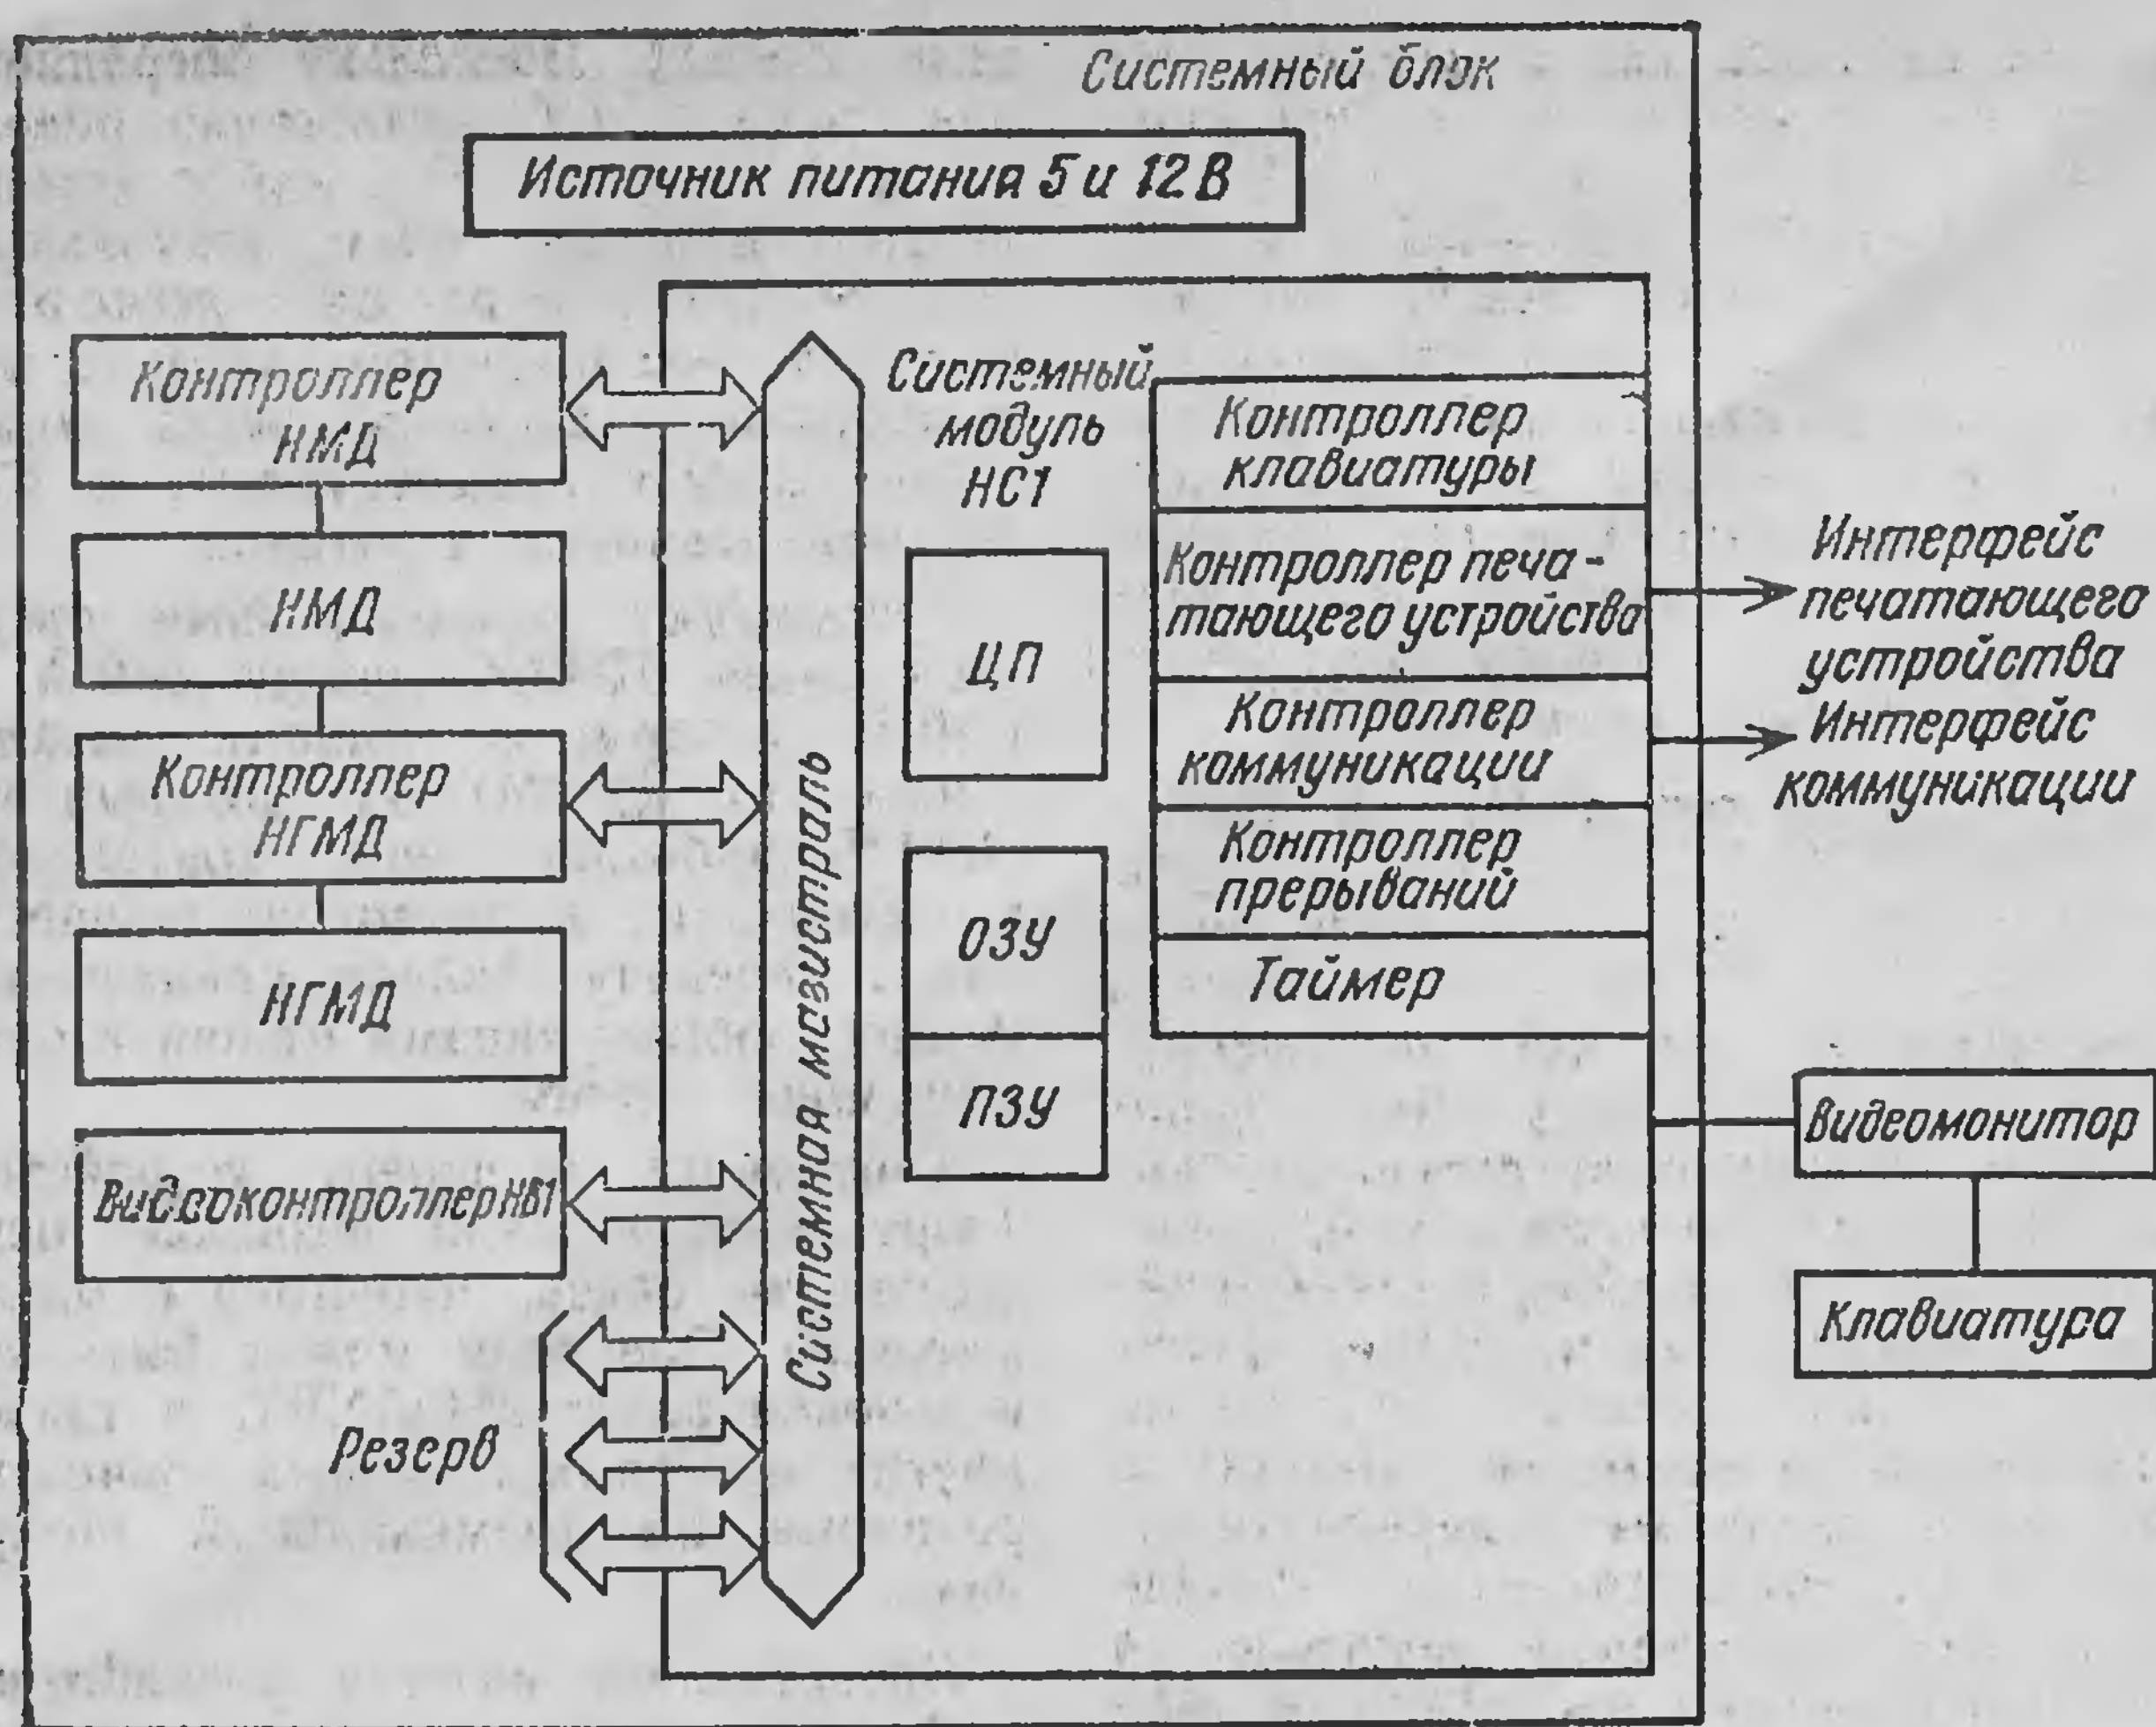 Системный блок
Источник питания 5 и 12 В
Контроллер
НМД
НМД
Контроллер
НГМД
НГМД
Видеоконтроллер НВ1
Резерв
Системная магистраль
Системный
модуль
НС1
ЦП
ОЗУ
ПЗУ
Контроллер
клавиатуры
Контроллер печа-
тающего устройства
Контроллер
коммуникации
Контроллер
прерываний
Таймер
Интерфейс
печатающего
устройства
Интерфейс
коммуникации
Видеомонитор
Клавиатура